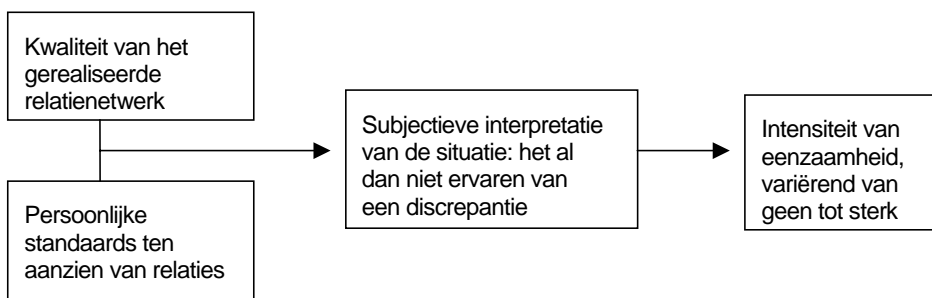 Kwaliteit van het
gerealiseerde
relatienetwerk
Persoonlijke
standaards ten
aanzien van relaties
Subjectieve interpretatie
van de situatie: het al
dan niet ervaren van
een discrepantie
Intensiteit van
eenzaamheid,
variërend van
geen tot sterk